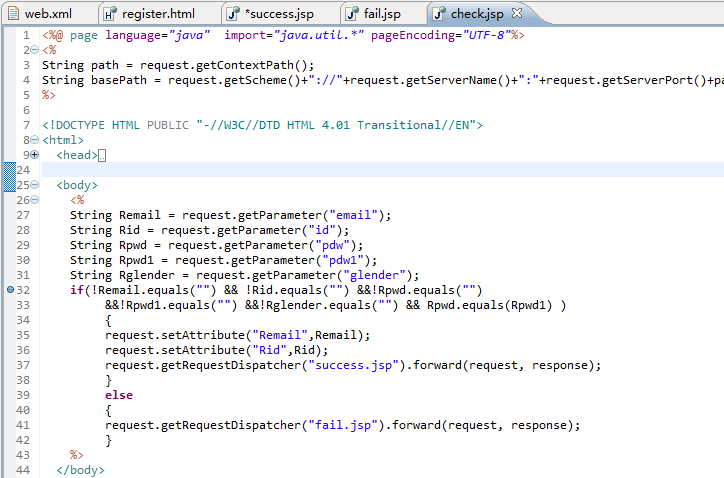 web.xml register.html *success.jsp fail.jsp check.jsp
1 <%@ page language="java"  import="java.util.*" pageEncoding="UTF-8"%>
2 <%
3 String path = request.getContextPath();
4 String basePath = request.getScheme()+"://"+request.getServerName()+":"+request.getServerPort()+pa
5 %>
6
7 <!DOCTYPE HTML PUBLIC "-//W3C//DTD HTML 4.01 Transitional//EN">
8 <html>
9   <head>..
24
25   <body>
26     <%
27     String Remail = request.getParameter("email");
28     String Rid = request.getParameter("id");
29     String Rpwd = request.getParameter("pdw");
30     String Rpwd1 = request.getParameter("pdw1");
31     String Rglender = request.getParameter("glender");
32     if(!Remail.equals("") && !Rid.equals("") &&!Rpwd.equals("")
33          &&!Rpwd1.equals("") &&!Rglender.equals("") && Rpwd.equals(Rpwd1) )
34          {
35          request.setAttribute("Remail",Remail);
36          request.setAttribute("Rid",Rid);
37          request.getRequestDispatcher("success.jsp").forward(request, response);
38          }
39          else
40          {
41          request.getRequestDispatcher("fail.jsp").forward(request, response);
42          }
43     %>
44   </body>